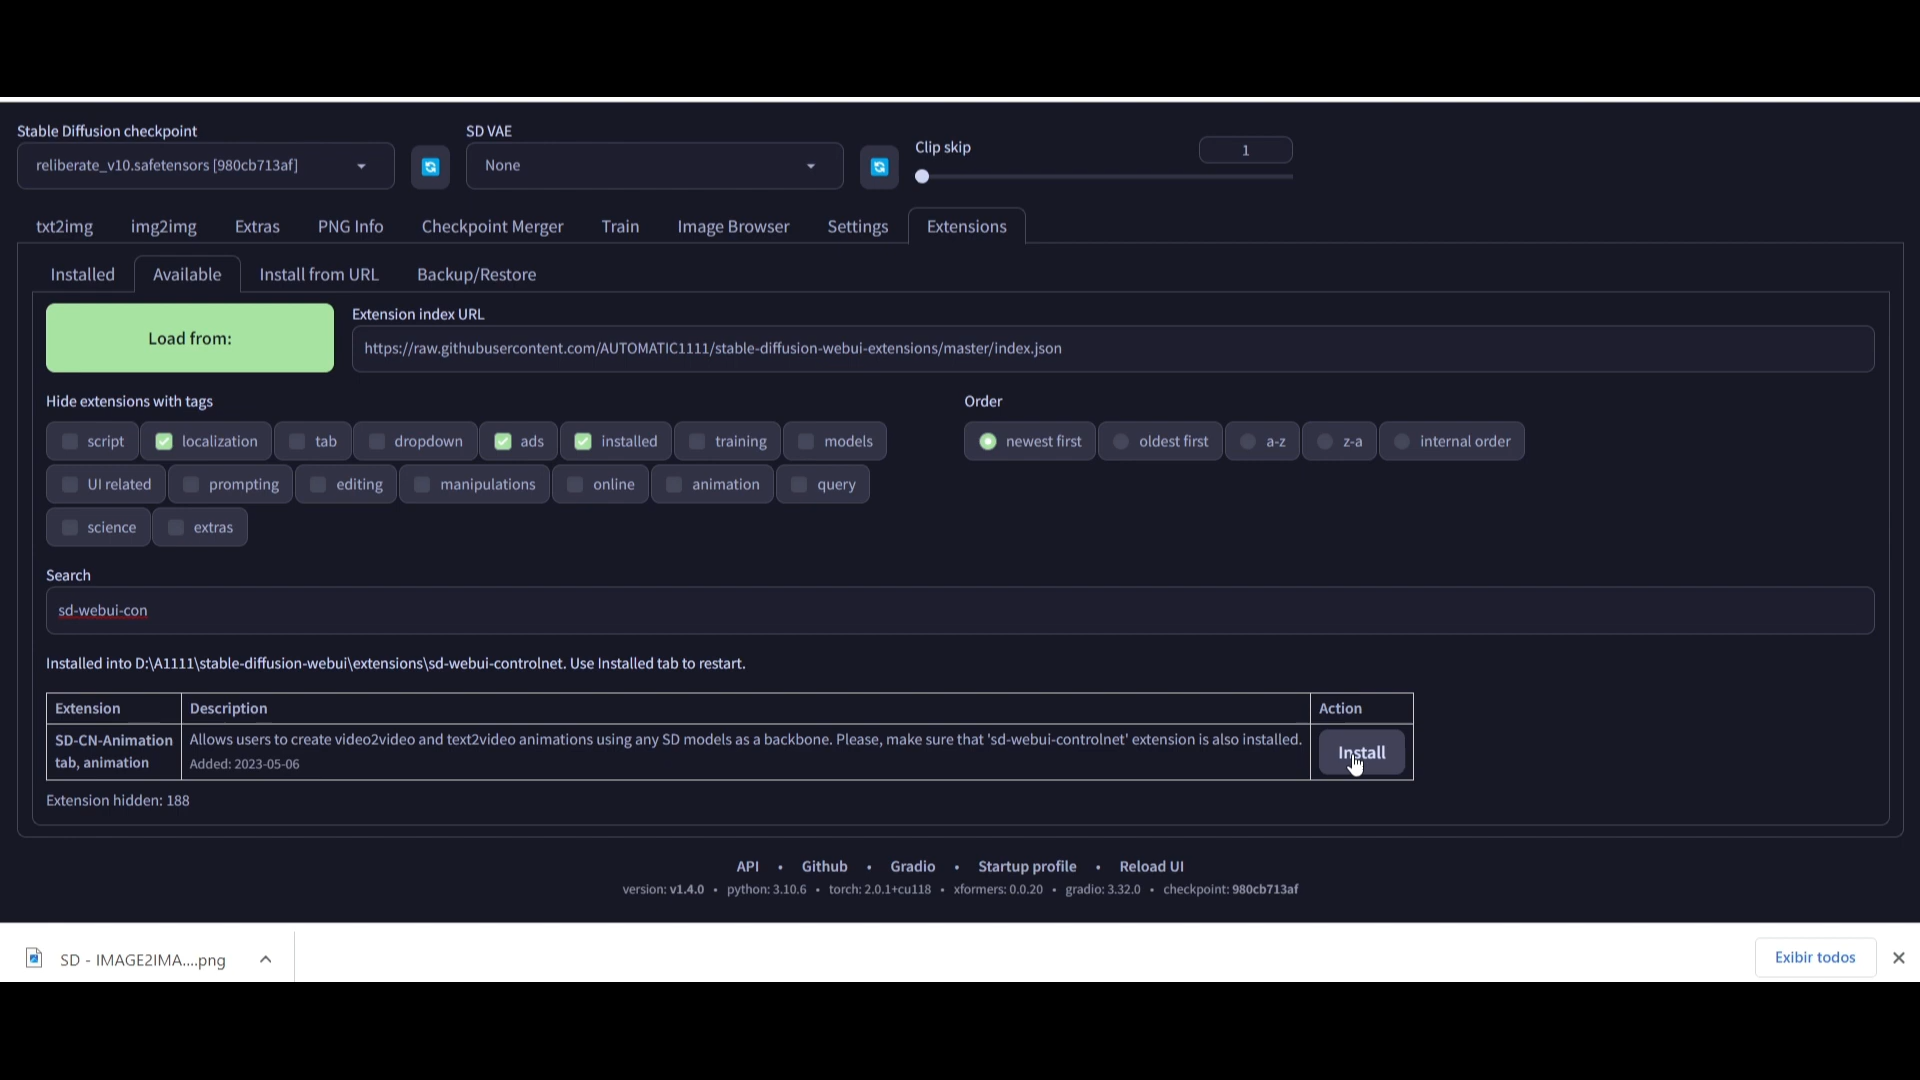 Stable Diffusion checkpoint
SD VAE
reliberate_v10.safetensors [980cb713af]
None
Clip skip
1
txt2img img2img Extras PNG Info Checkpoint Merger Train Image Browser Settings Extensions
Installed Available Install from URL Backup/Restore
Load from:
Extension index URL
https://raw.githubusercontent.com/AUTOMATIC1111/stable-diffusion-webui-extensions/master/index.json
Hide extensions with tags
script localization tab dropdown ads installed training models
UI related prompting editing manipulations online animation query
science extras
Order
newest first oldest first a-z z-a internal order
Search
sd-webui-con
Installed into D:\A1111\stable-diffusion-webui\extensions\sd-webui-controlnet. Use Installed tab to restart.
Extension Description Action
SD-CN-Animation
tab, animation
Allows users to create video2video and text2video animations using any SD models as a backbone. Please, make sure that 'sd-webui-controlnet' extension is also installed.
Added: 2023-05-06
Install
Extension hidden: 188
API • Github • Gradio • Startup profile • Reload UI
version: v1.4.0 • python: 3.10.6 • torch: 2.0.1+cu118 • xformers: 0.0.20 • gradio: 3.32.0 • checkpoint: 980cb713af
SD - IMAGE2IMA....png
Exibir todos